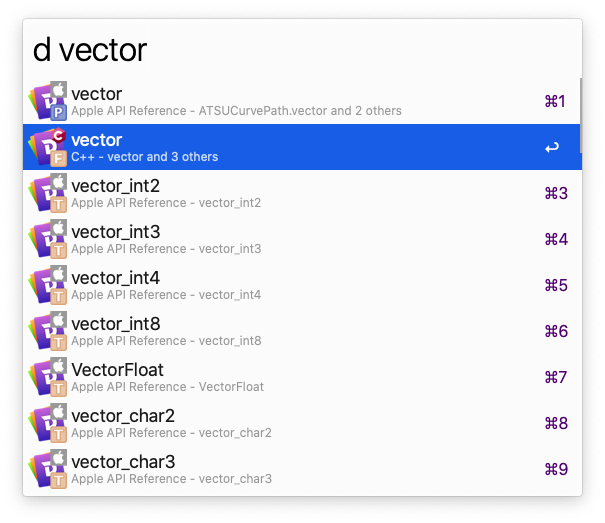 d vector
vector
Apple API Reference - ATSUCurvePath.vector and 2 others
⌘1
P
vector
C++ - vector and 3 others
↩
C
F
vector_int2
Apple API Reference - vector_int2
⌘3
T
vector_int3
Apple API Reference - vector_int3
⌘4
T
vector_int4
Apple API Reference - vector_int4
⌘5
T
vector_int8
Apple API Reference - vector_int8
⌘6
T
VectorFloat
Apple API Reference - VectorFloat
⌘7
T
vector_char2
Apple API Reference - vector_char2
⌘8
T
vector_char3
Apple API Reference - vector_char3
⌘9
T